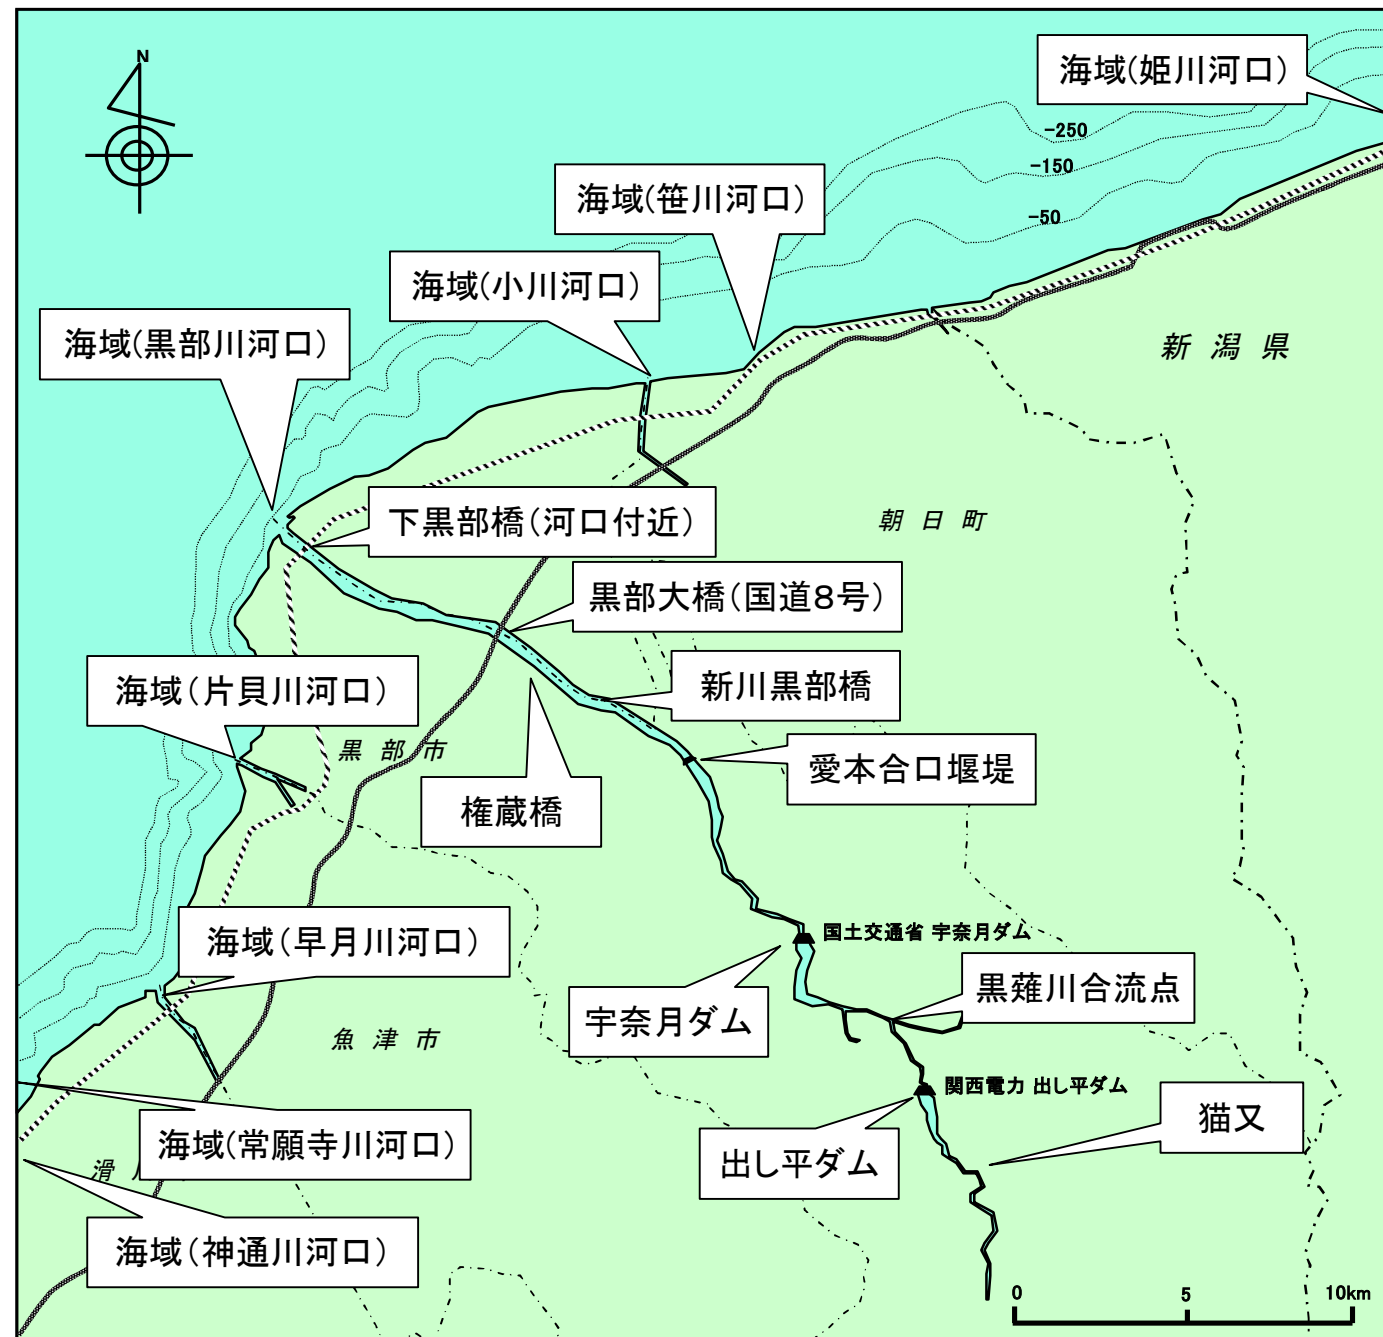 N
海域(姫川河口)
-250
-150
-50
海域(笹川河口)
海域(小川河口)
海域(黒部川河口)
新潟県
下黒部橋(河口付近)
朝日町
黒部大橋(国道8号)
海域(片貝川河口)
新川黒部橋
黒部市
愛本合口堰堤
権蔵橋
海域(早月川河口)
国土交通省 宇奈月ダム
黒薙川合流点
宇奈月ダム
魚津市
関西電力 出し平ダム
猫又
海域(常願寺川河口)
出し平ダム
滑
海域(神通川河口)
0 5 10km